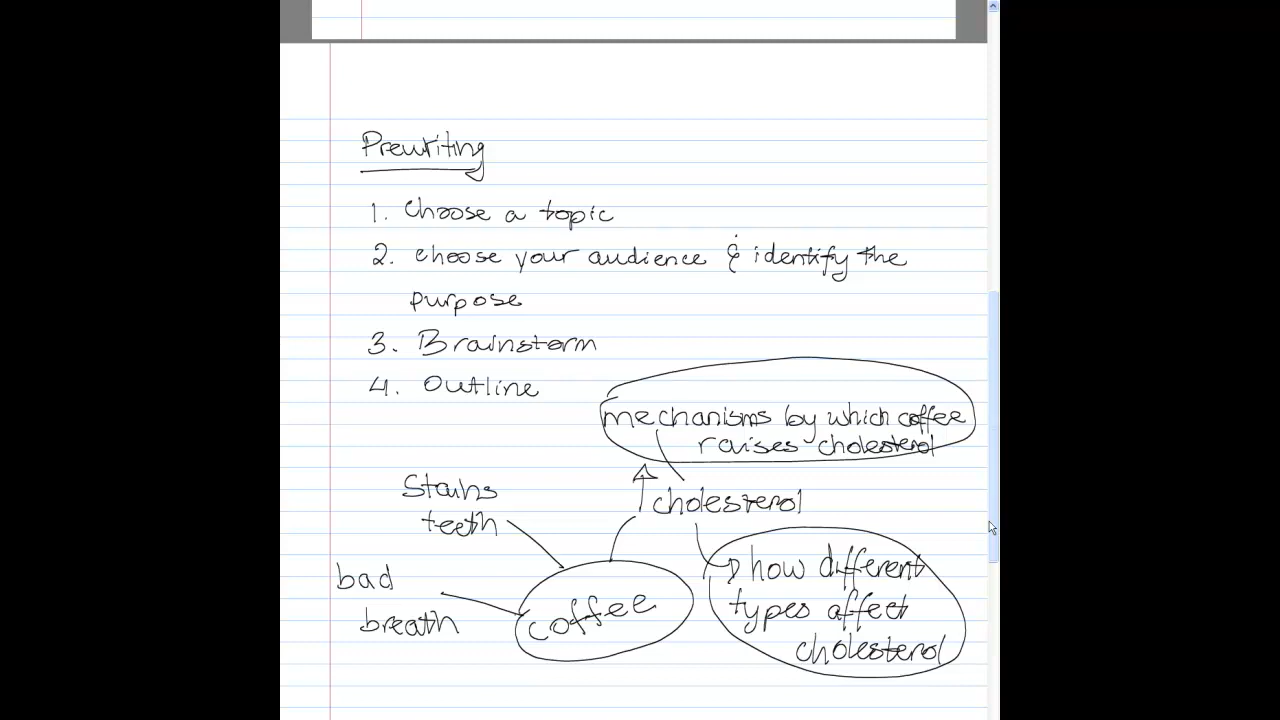 Prewriting
1. Choose a topic
2. choose your audience & identify the
purpose
3. Brainstorm
4. Outline
mechanisms by which coffee
raises cholesterol
Stains
teeth
↑ cholesterol
bad
breath
coffee
how different
types affect
cholesterol